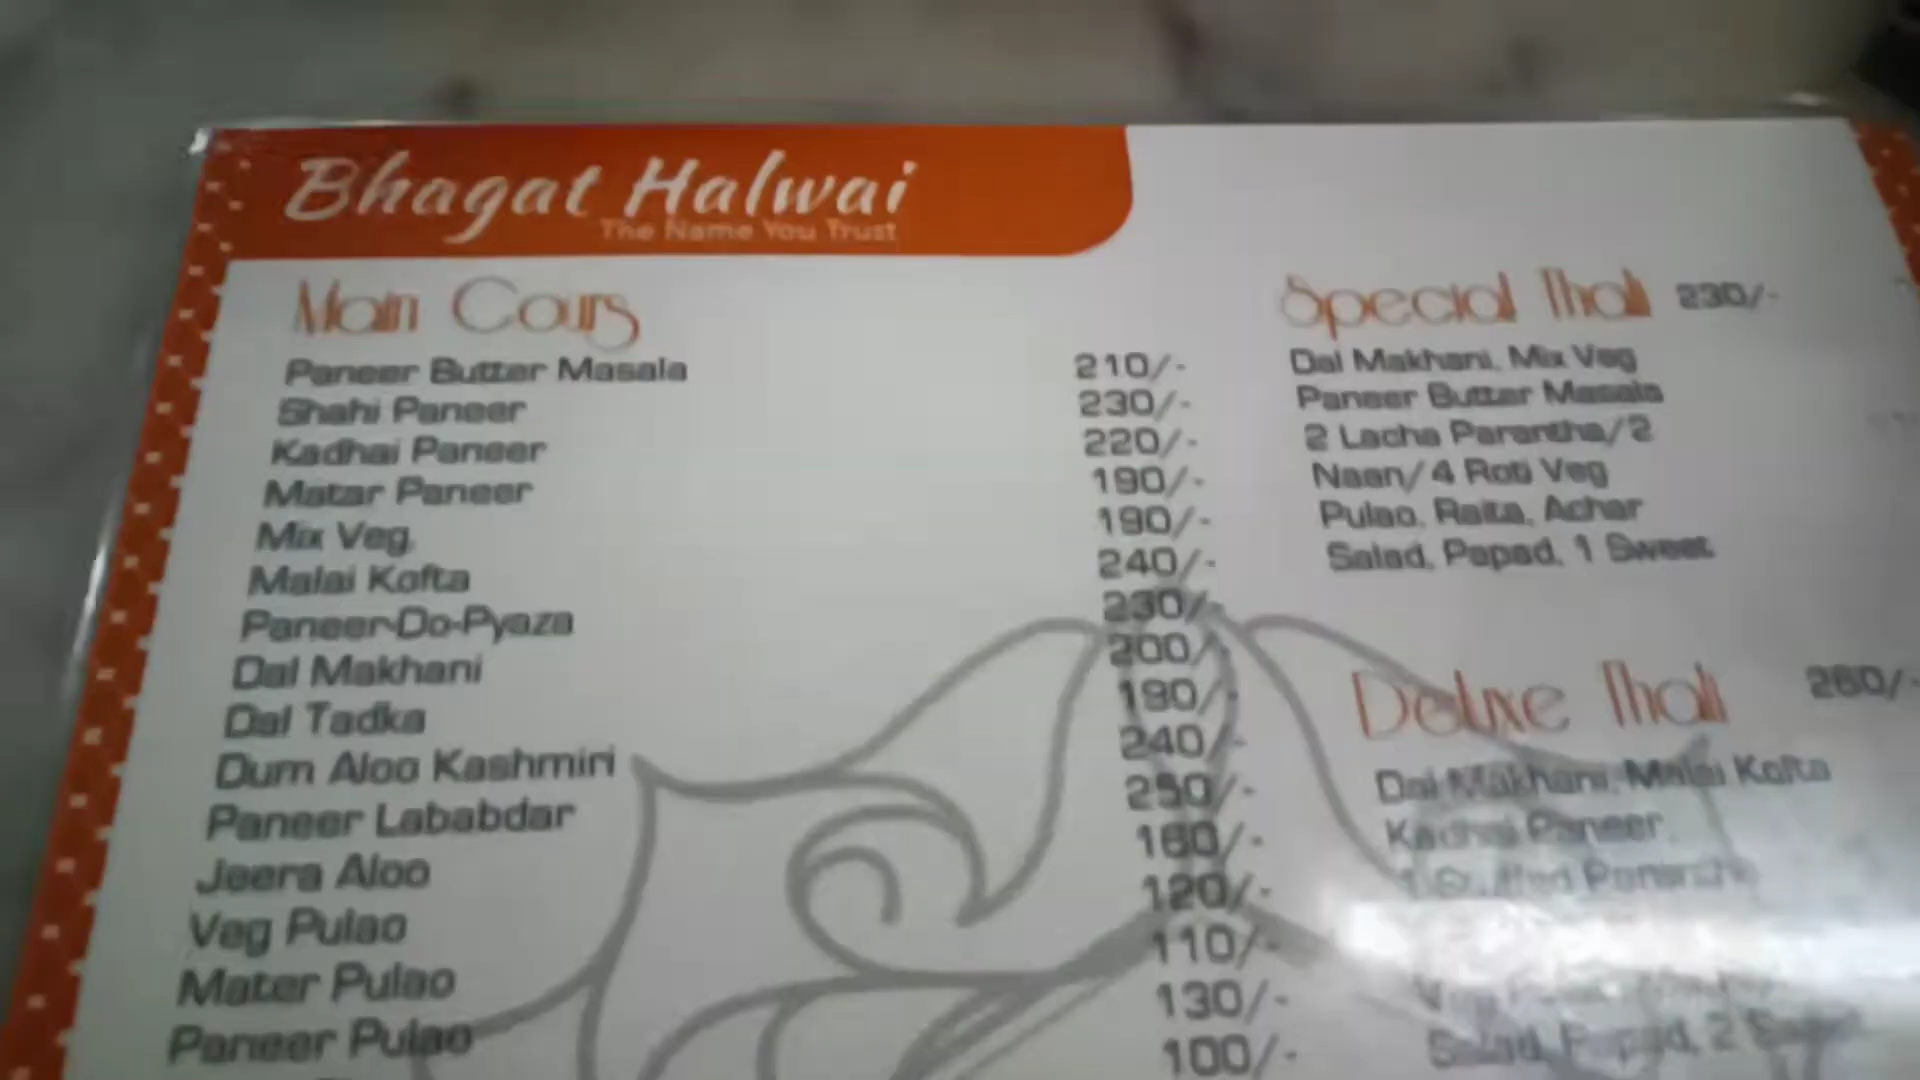 Bhagat Halwai
The Name You Trust
Main Cours
Paneer Butter Masala 210/-
Shahi Paneer 230/-
Kadhai Paneer 220/-
Matar Paneer 190/-
Mix Veg. 190/-
Malai Kofta 240/-
Paneer-Do-Pyaza 230/-
Dal Makhani 200/-
Dal Tadka 190/-
Dum Aloo Kashmiri 240/-
Paneer Lababdar 250/-
Jeera Aloo 160/-
Veg Pulao 120/-
Mater Pulao 110/-
Paneer Pulao 130/-
100/-
Special Thali 230/-
Dal Makhani, Mix Veg
Paneer Butter Masala
2 Lacha Parantha/2
Naan/4 Roti Veg
Pulao, Raita, Achar
Salad, Papad, 1 Sweet
Deluxe Thali 260/-
Dal Makhani, Malai Kofta
Kadhai Paneer
1 Stuffed
Salad, Papad, 2 Sweet